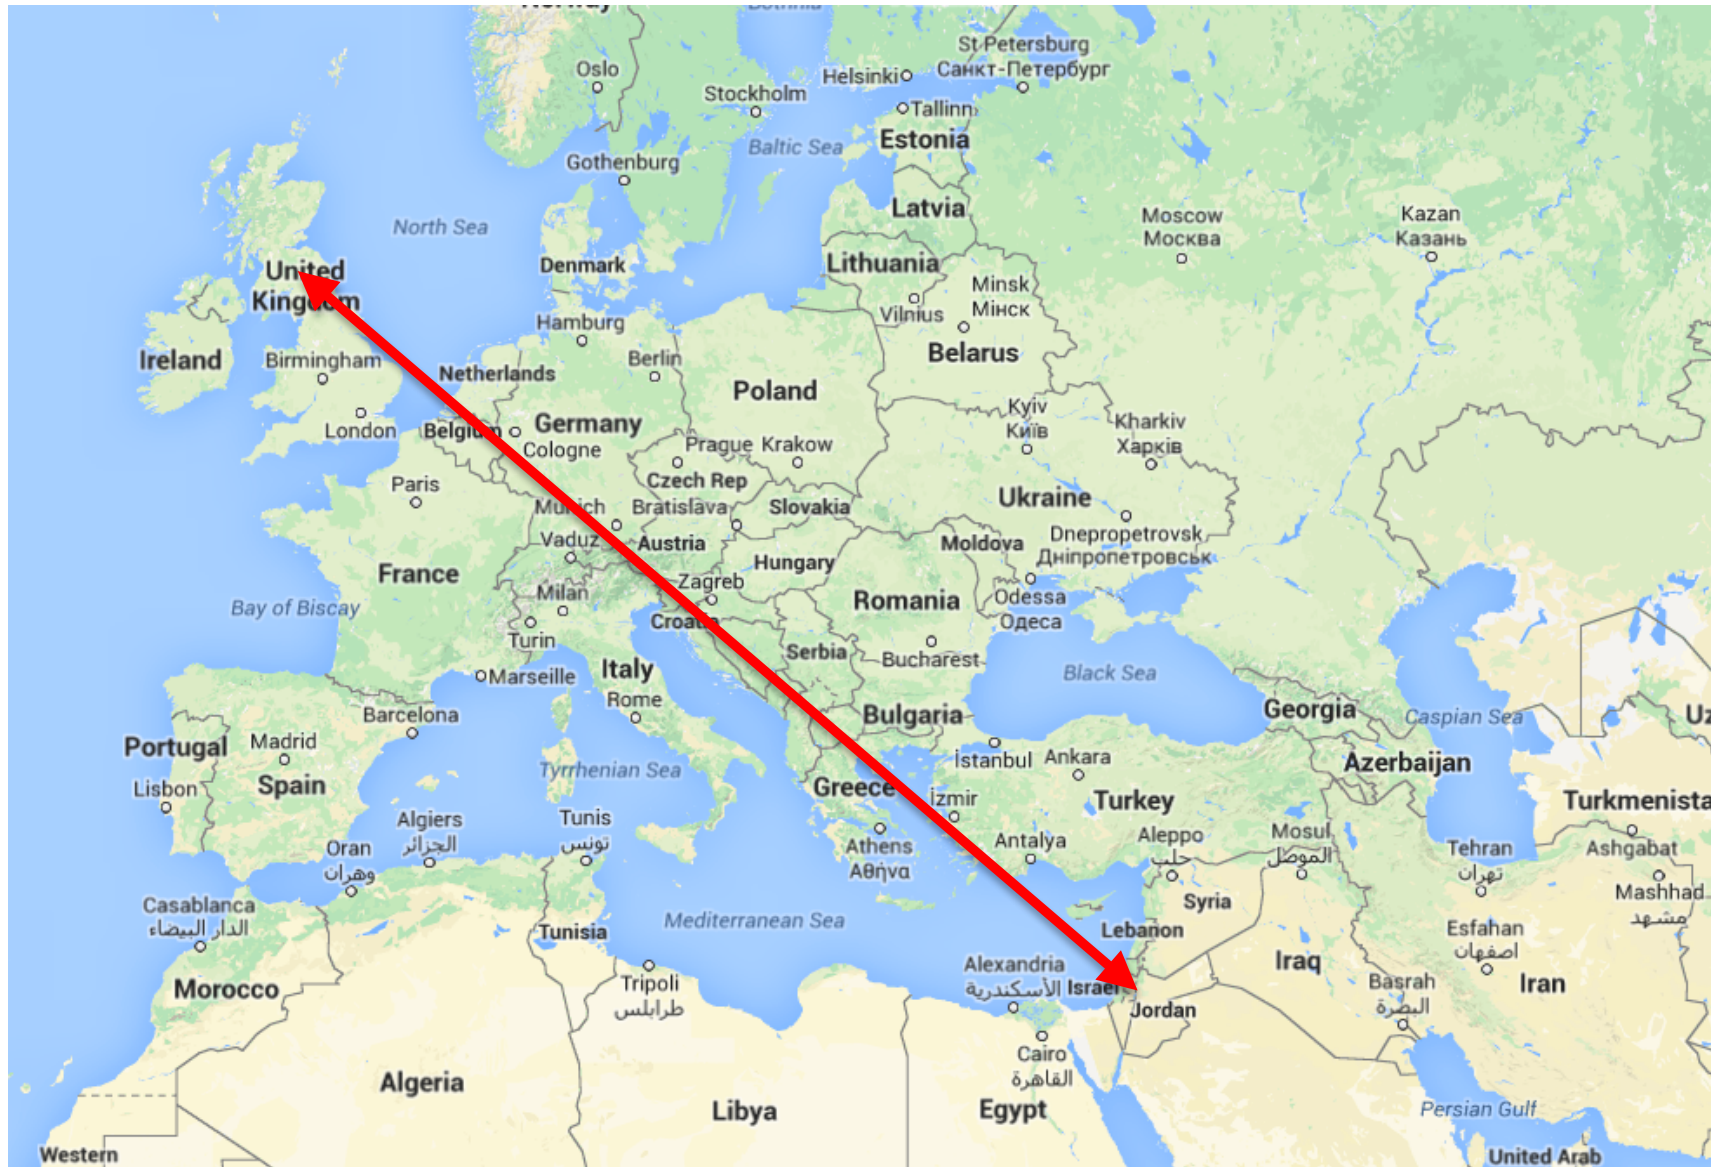 Norway
Bothnia
St Petersburg
Санкт-Петербург
Oslo
Helsinki
Stockholm
Tallinn
Estonia
Baltic Sea
Gothenburg
Latvia
Moscow
Москва
Kazan
Казань
North Sea
United
Kingdom
Denmark
Lithuania
Minsk
Мінск
Vilnius
Hamburg
Ireland
Birmingham
Berlin
Belarus
Netherlands
Poland
London
Belgium
Germany
Cologne
Kyiv
Київ
Kharkiv
Харків
Prague
Krakow
Czech Rep
Paris
Ukraine
Munich
Bratislava
Slovakia
Vaduz
Austria
Moldova
Dnepropetrovsk
Дніпропетровськ
Hungary
France
Zagreb
Milan
Romania
Odessa
Одеса
Bay of Biscay
Croatia
Turin
Serbia
Bucharest
Italy
Marseille
Black Sea
Rome
Barcelona
Bulgaria
Georgia
Caspian Sea
Uz
Portugal
Madrid
Spain
Lisbon
Tyrrhenian Sea
İstanbul
Ankara
Azerbaijan
Greece
İzmir
Turkey
Turkmenista
Algiers
الجزائر
Tunis
تونس
Oran
وهران
Athens
Αθήνα
Antalya
Aleppo
حلب
Mosul
الموصل
Tehran
تهران
Ashgabat
Mashhad
مشهد
Casablanca
الدار البيضاء
Syria
Mediterranean Sea
Tunisia
Lebanon
Esfahan
اصفهان
Alexandria
الأسكندرية
Israel
Iraq
Basrah
البصرة
Iran
Morocco
Tripoli
طرابلس
Jordan
Cairo
القاهرة
Algeria
Libya
Egypt
Persian Gulf
Western
United Arab